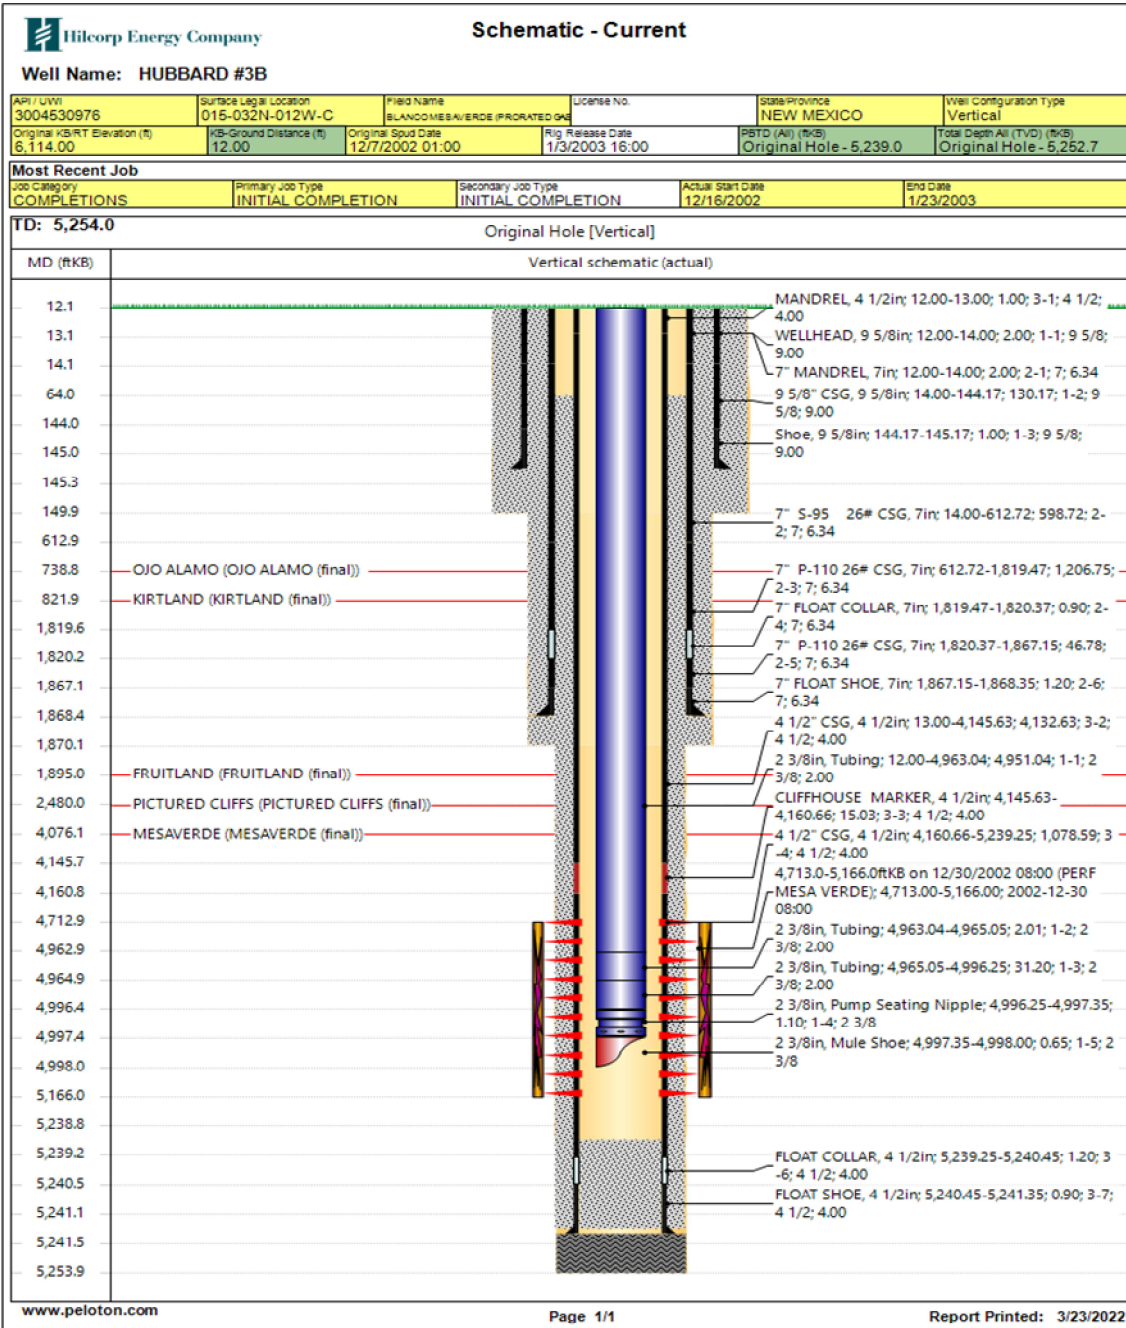 Hilcorp Energy Company
Schematic - Current
Well Name: HUBBARD #3B
API / UWI
3004530976
Surface Legal Location
015-032N-012W-C
Field Name
BLANCO MESAVERDE (PRORATED GAS
License No.
State/Province
NEW MEXICO
Well Configuration Type
Vertical
Original KB/RT Elevation (ft)
6,114.00
KB-Ground Distance (ft)
12.00
Original Spud Date
12/7/2002 01:00
Rig Release Date
1/3/2003 16:00
PBTD (All) (ftKB)
Original Hole - 5,239.0
Total Depth All (TVD) (ftKB)
Original Hole - 5,252.7
Most Recent Job
Job Category
COMPLETIONS
Primary Job Type
INITIAL COMPLETION
Secondary Job Type
INITIAL COMPLETION
Actual Start Date
12/16/2002
End Date
1/23/2003
TD: 5,254.0
Original Hole [Vertical]
MD (ftKB)
Vertical schematic (actual)
12.1
13.1
14.1
64.0
144.0
145.0
145.3
149.9
612.9
738.8
821.9
1,819.6
1,820.2
1,867.1
1,868.4
1,870.1
1,895.0
2,480.0
4,076.1
4,145.7
4,160.8
4,712.9
4,962.9
4,964.9
4,996.4
4,997.4
4,998.0
5,166.0
5,238.8
5,239.2
5,240.5
5,241.1
5,241.5
5,253.9
OJO ALAMO (OJO ALAMO (final))
KIRTLAND (KIRTLAND (final))
FRUITLAND (FRUITLAND (final))
PICTURED CLIFFS (PICTURED CLIFFS (final))
MESAVERDE (MESAVERDE (final))
MANDREL, 4 1/2in; 12.00-13.00; 1.00; 3-1; 4 1/2;
4.00
WELLHEAD, 9 5/8in; 12.00-14.00; 2.00; 1-1; 9 5/8;
9.00
7" MANDREL, 7in; 12.00-14.00; 2.00; 2-1; 7; 6.34
9 5/8" CSG, 9 5/8in; 14.00-144.17; 130.17; 1-2; 9
5/8; 9.00
Shoe, 9 5/8in; 144.17-145.17; 1.00; 1-3; 9 5/8;
9.00
7" S-95 26# CSG, 7in; 14.00-612.72; 598.72; 2-
2; 7; 6.34
7" P-110 26# CSG, 7in; 612.72-1,819.47; 1,206.75;
2-3; 7; 6.34
7" FLOAT COLLAR, 7in; 1,819.47-1,820.37; 0.90; 2-
4; 7; 6.34
7" P-110 26# CSG, 7in; 1,820.37-1,867.15; 46.78;
2-5; 7; 6.34
7" FLOAT SHOE, 7in; 1,867.15-1,868.35; 1.20; 2-6;
7; 6.34
4 1/2" CSG, 4 1/2in; 13.00-4,145.63; 4,132.63; 3-2;
4 1/2; 4.00
2 3/8in, Tubing; 12.00-4,963.04; 4,951.04; 1-1; 2
3/8; 2.00
CLIFFHOUSE MARKER, 4 1/2in; 4,145.63-
4,160.66; 15.03; 3-3; 4 1/2; 4.00
4 1/2" CSG, 4 1/2in; 4,160.66-5,239.25; 1,078.59; 3
-4; 4 1/2; 4.00
4,713.0-5,166.0ftKB on 12/30/2002 08:00 (PERF
MESA VERDE); 4,713.00-5,166.00; 2002-12-30
08:00
2 3/8in, Tubing; 4,963.04-4,965.05; 2.01; 1-2; 2
3/8; 2.00
2 3/8in, Tubing; 4,965.05-4,996.25; 31.20; 1-3; 2
3/8; 2.00
2 3/8in, Pump Seating Nipple; 4,996.25-4,997.35;
1.10; 1-4; 2 3/8
2 3/8in, Mule Shoe; 4,997.35-4,998.00; 0.65; 1-5; 2
3/8
FLOAT COLLAR, 4 1/2in; 5,239.25-5,240.45; 1.20; 3
-6; 4 1/2; 4.00
FLOAT SHOE, 4 1/2in; 5,240.45-5,241.35; 0.90; 3-7;
4 1/2; 4.00
www.peloton.com
Page 1/1
Report Printed: 3/23/2022